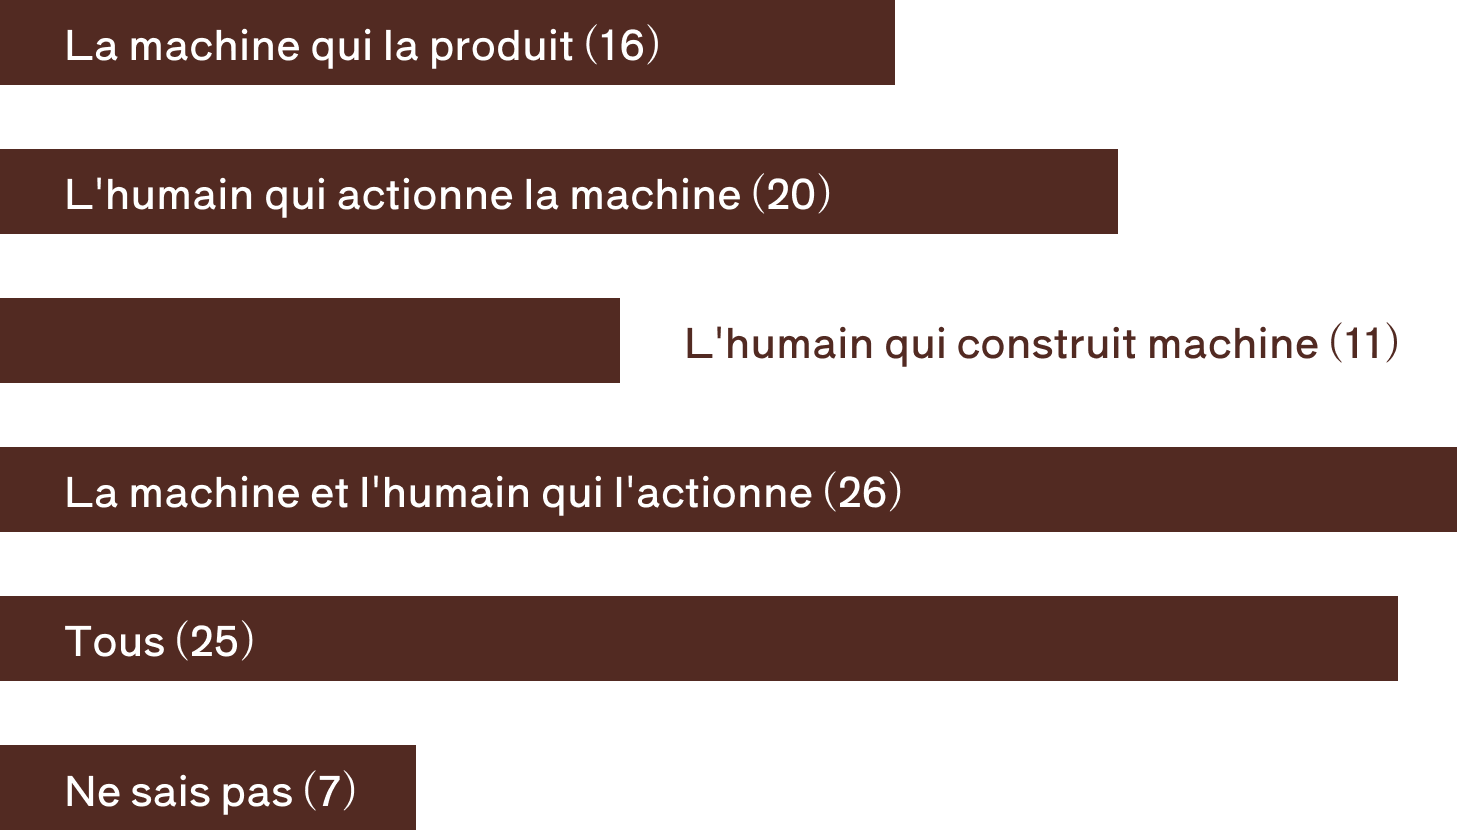 La machine qui la produit (16)
L'humain qui actionne la machine (20)
L'humain qui construit machine (11)
La machine et l'humain qui l'actionne (26)
Tous (25)
Ne sais pas (7)